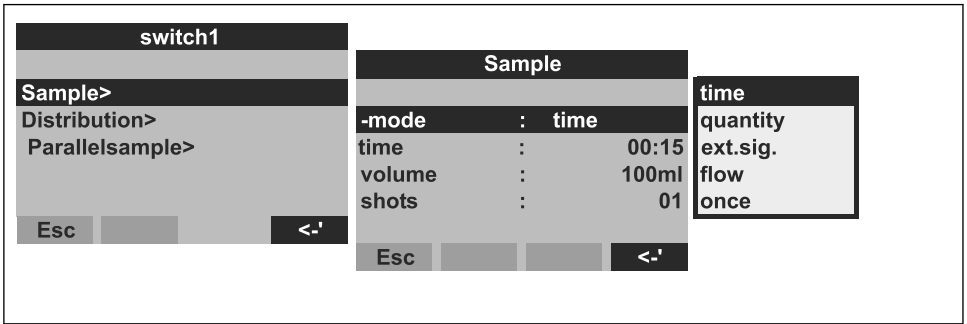 switch1
Sample>
Distribution>
Parallelsample>
Esc <-'
Sample
-mode : time
time : 00:15
volume : 100ml
shots : 01
Esc <-'
time
quantity
ext.sig.
flow
once